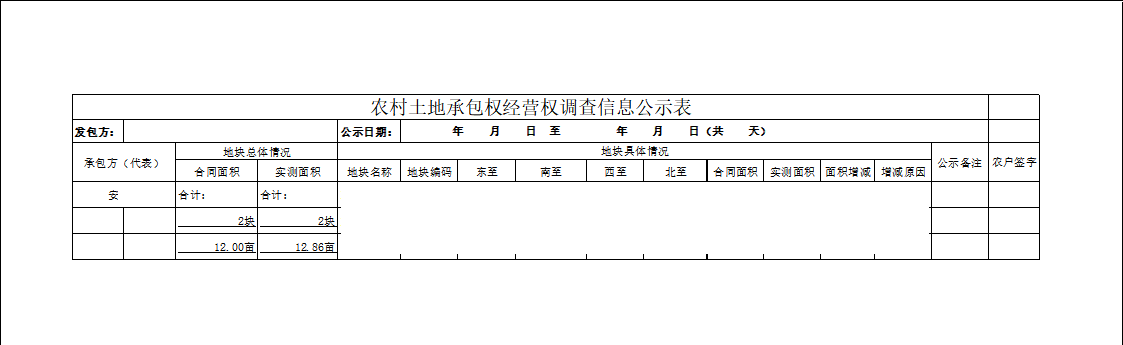 农村土地承包权经营权调查信息公示表
发包方： 公示日期： 年 月 日 至 年 月 日（共 天）
承包方（代表） 地块总体情况 地块具体情况 公示备注 农户签字
合同面积 实测面积 地块名称 地块编码 东至 南至 西至 北至 合同面积 实测面积 面积增减 增减原因
安 合计： 合计：
2块 2块
12.00亩 12.86亩